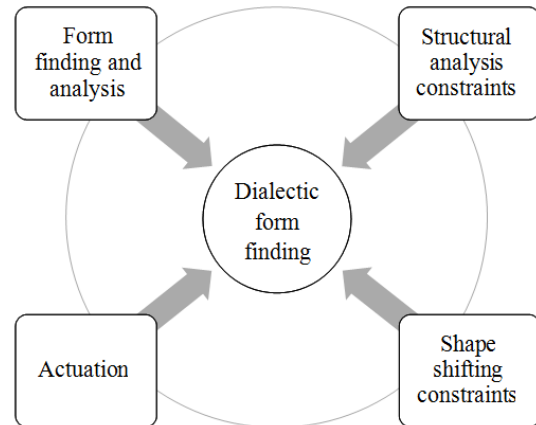 Form
finding and
analysis
Structural
analysis
constraints
Dialectic
form
finding
Actuation
Shape
shifting
constraints